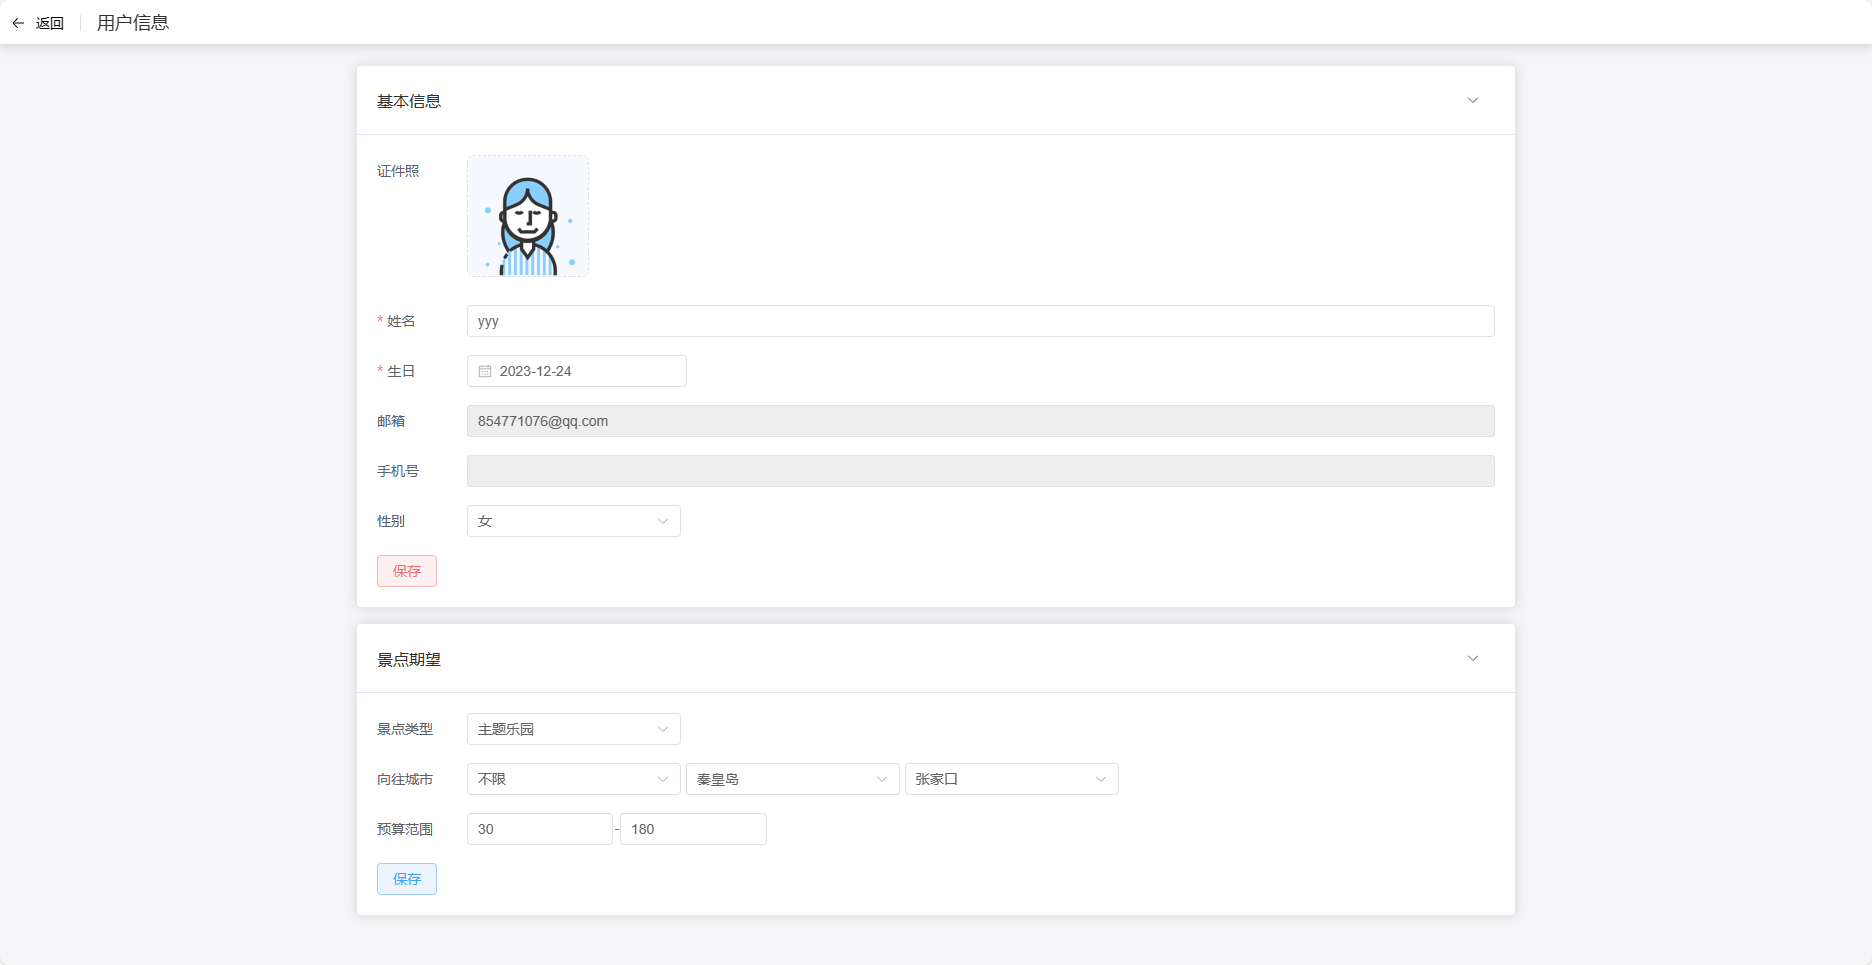 返回 用户信息
基本信息
证件照
* 姓名 yyy
* 生日 2023-12-24
邮箱 854771076@qq.com
手机号
性别 女
保存
景点期望
景点类型 主题乐园
向往城市 不限 秦皇岛 张家口
预算范围 30 - 180
保存